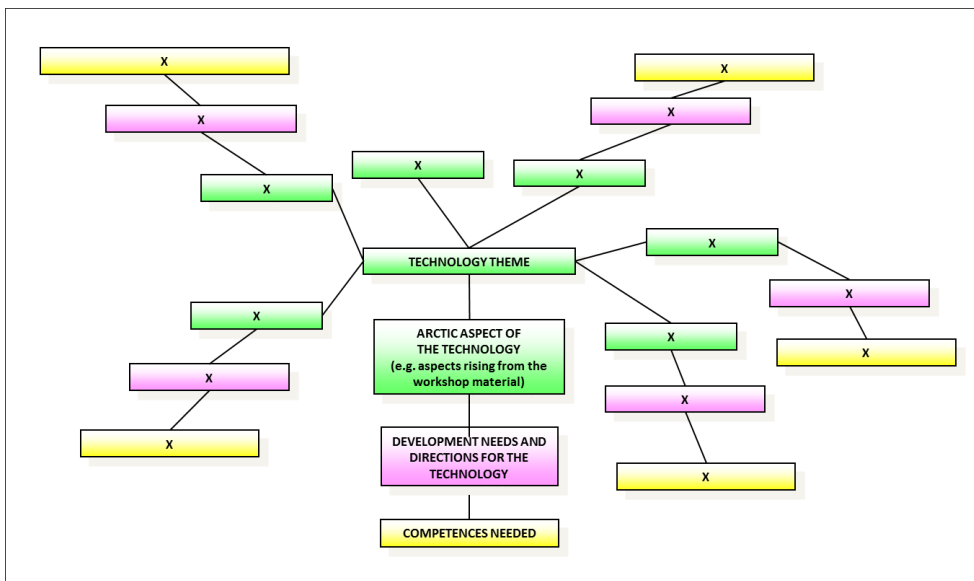 X
X
X
X
X
X
X
X
TECHNOLOGY THEME
X
X
X
X
ARCTIC ASPECT OF
THE TECHNOLOGY
(e.g. aspects rising from the
workshop material)
X
X
X
X
DEVELOPMENT NEEDS AND
DIRECTIONS FOR THE
TECHNOLOGY
X
X
COMPETENCES NEEDED